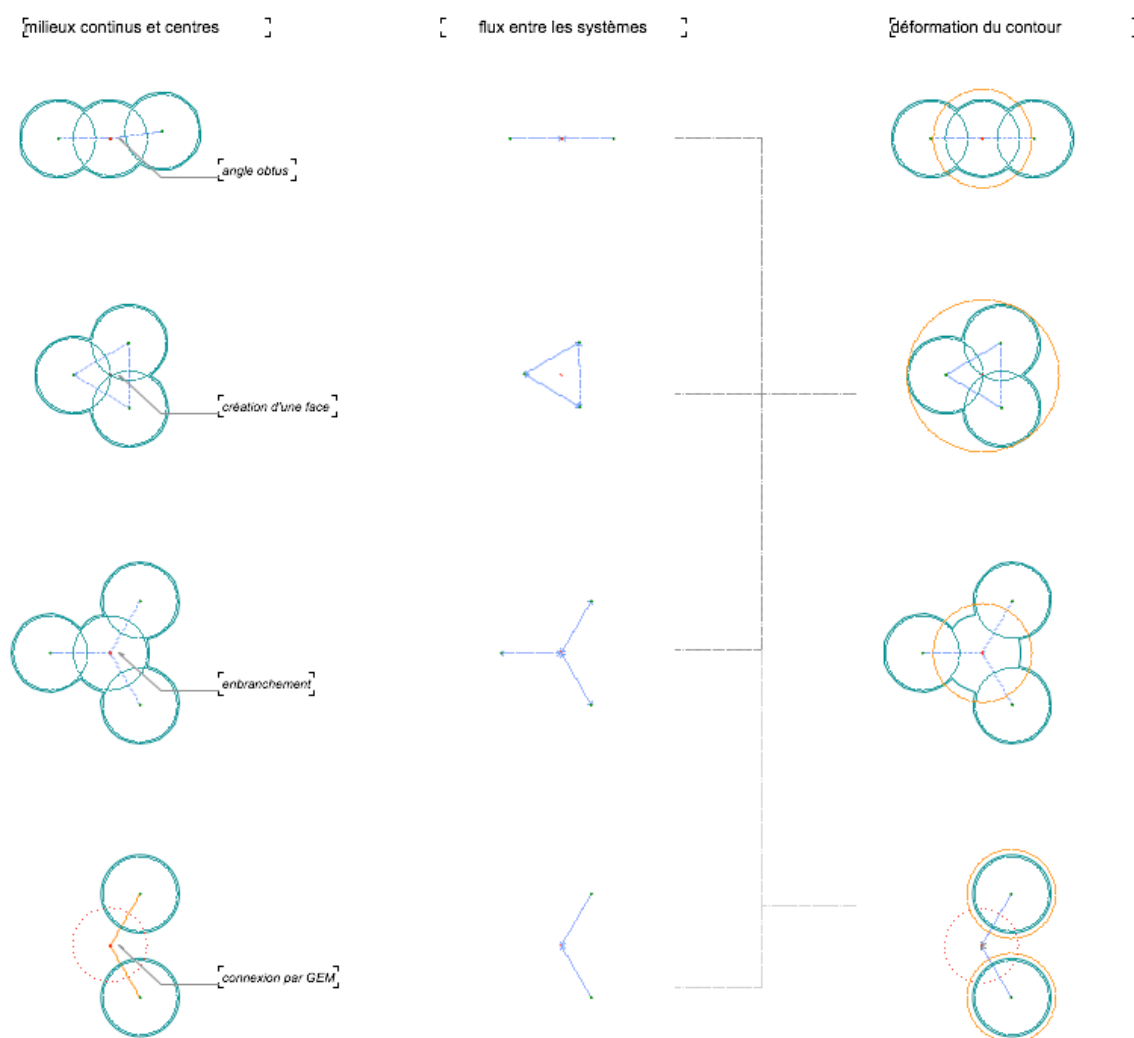 milieux continus et centres
flux entre les systèmes
déformation du contour
angle obtus
création d'une face
enbranchement
connexion par GEM